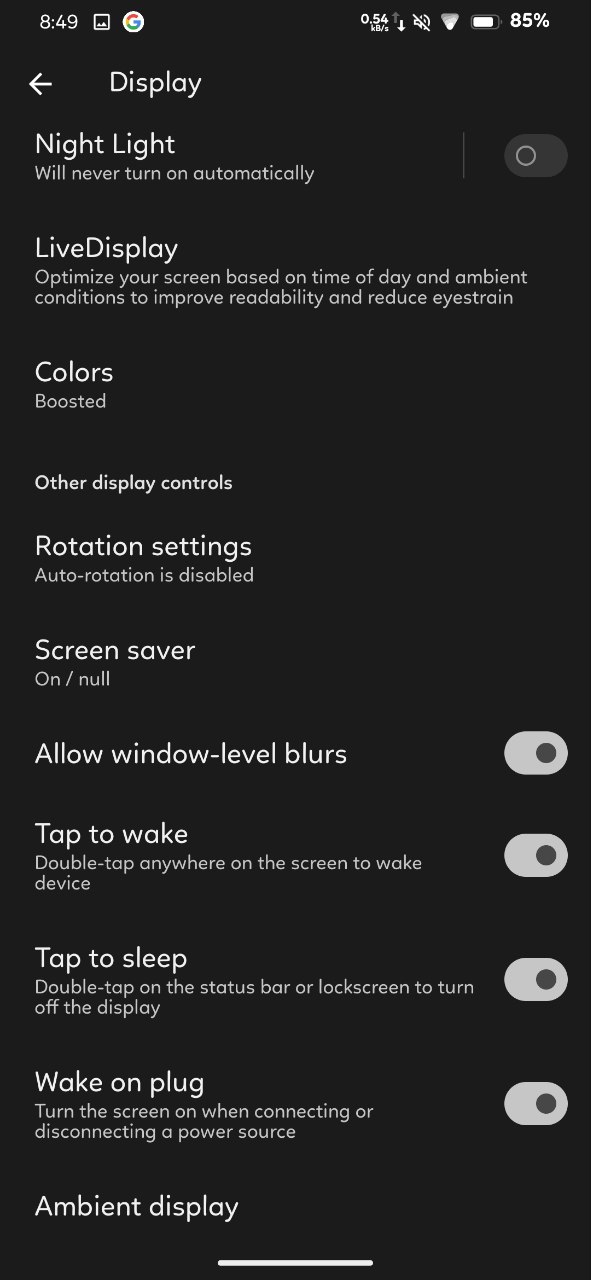 8:49 0.54 kB/s 85%
Display
Night Light
Will never turn on automatically
LiveDisplay
Optimize your screen based on time of day and ambient
conditions to improve readability and reduce eyestrain
Colors
Boosted
Other display controls
Rotation settings
Auto-rotation is disabled
Screen saver
On / null
Allow window-level blurs
Tap to wake
Double-tap anywhere on the screen to wake
device
Tap to sleep
Double-tap on the status bar or lockscreen to turn
off the display
Wake on plug
Turn the screen on when connecting or
disconnecting a power source
Ambient display